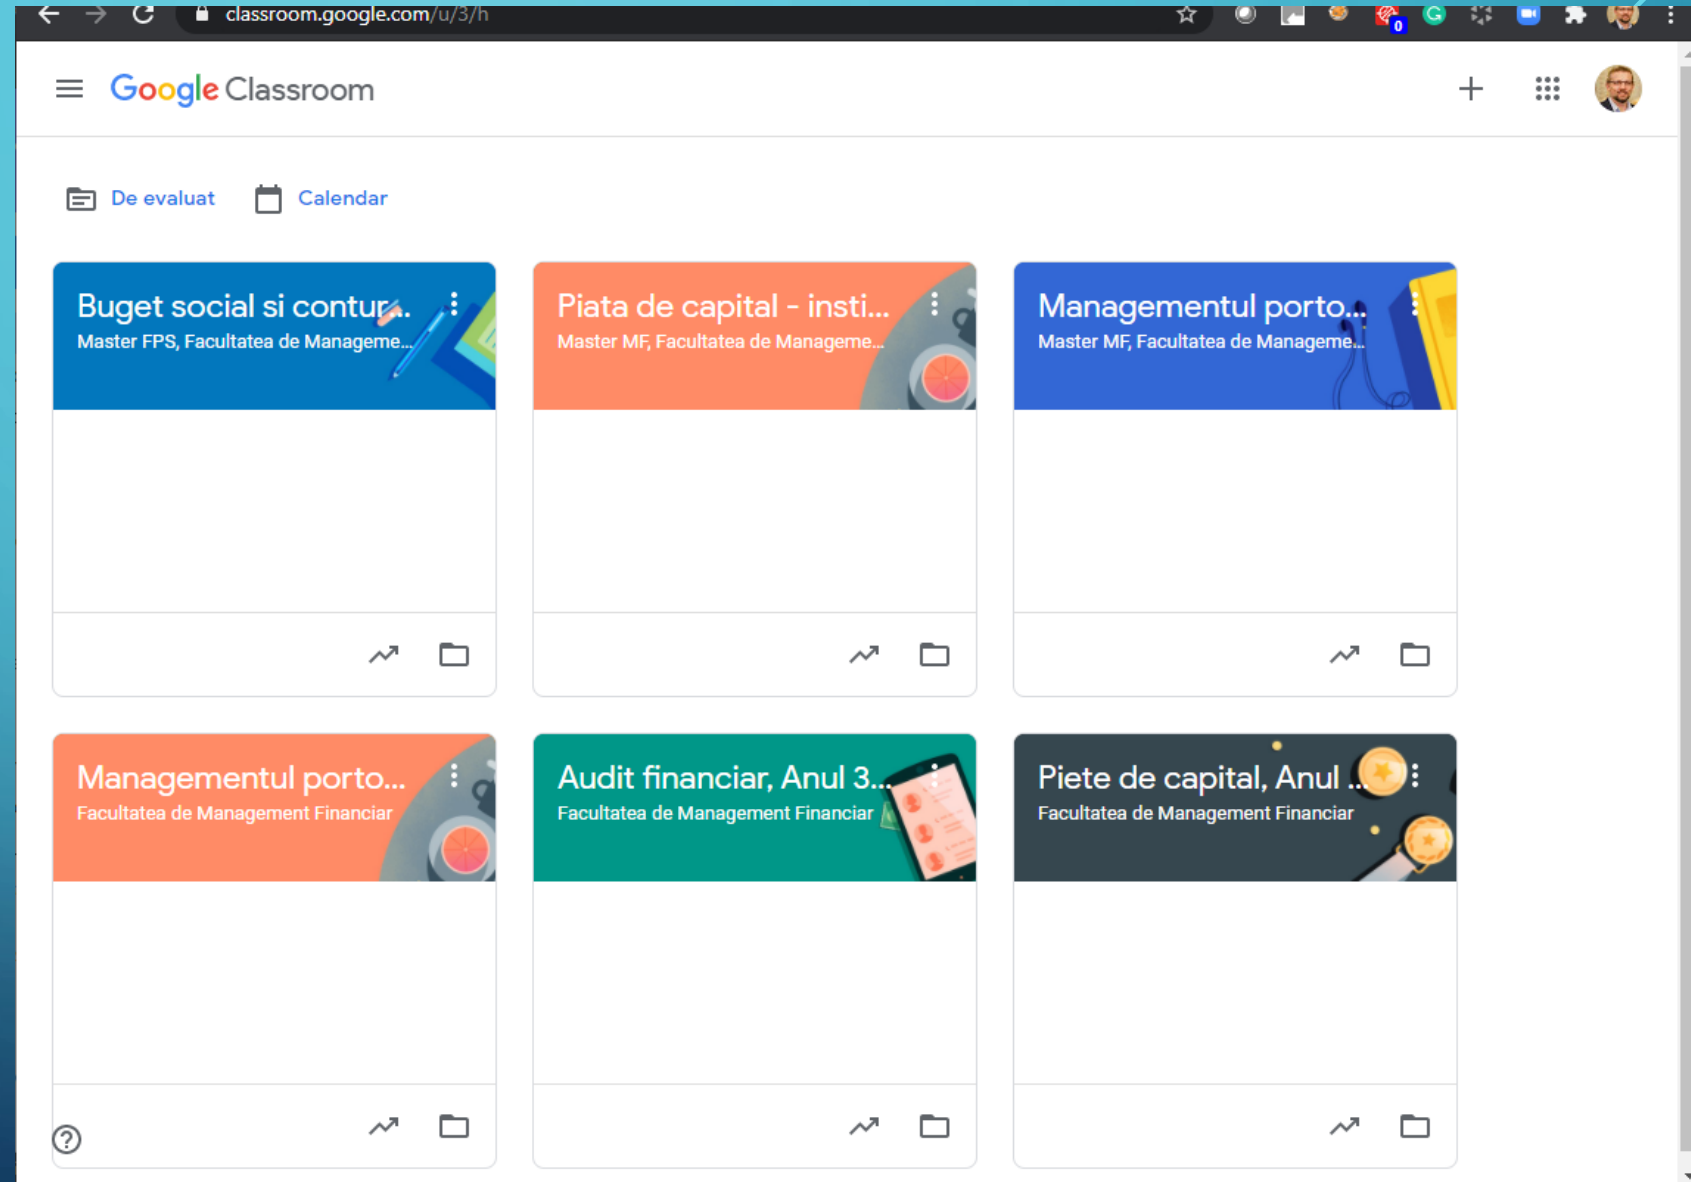 classroom.google.com/u/3/h
0
Google Classroom
De evaluat
Calendar
Buget social si contur...
Master FPS, Facultatea de Manageme...
Piata de capital - insti...
Master MF, Facultatea de Manageme...
Managementul porto...
Master MF, Facultatea de Manageme...
Managementul porto...
Facultatea de Management Financiar
Audit financiar, Anul 3...
Facultatea de Management Financiar
Piete de capital, Anul ...
Facultatea de Management Financiar